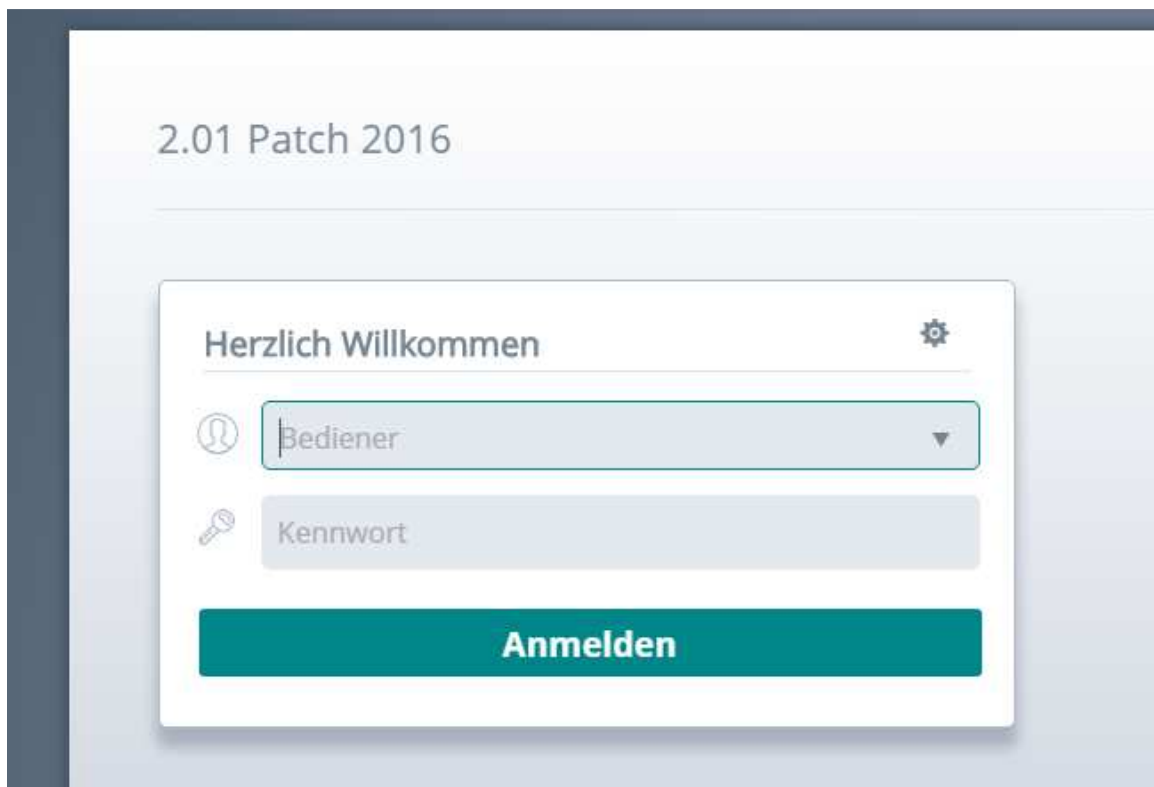 2.01 Patch 2016
Herzlich Willkommen
Bediener
Kennwort
Anmelden